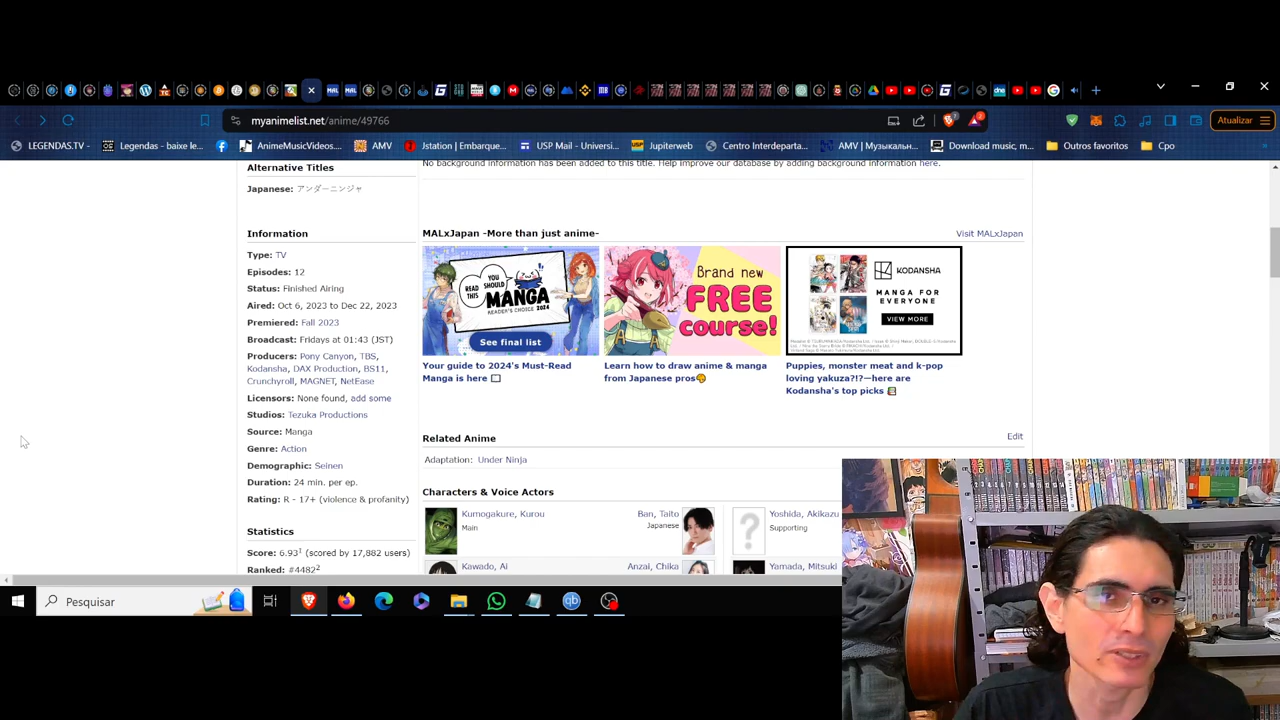 myanimelist.net/anime/49766
Atualizar
LEGENDAS.TV -
Legendas - baixe le...
AnimeMusicVideos....
AMV
Jstation | Embarque...
USP Mail - Universi...
Jupiterweb
Centro Interdeparta...
AMV | Музыкальн...
Download music, m...
Outros favoritos
Cpo
Alternative Titles
Japanese: アンダーニンジャ
Information
Type: TV
Episodes: 12
Status: Finished Airing
Aired: Oct 6, 2023 to Dec 22, 2023
Premiered: Fall 2023
Broadcast: Fridays at 01:43 (JST)
Producers: Pony Canyon, TBS,
Kodansha, DAX Production, BS11,
Crunchyroll, MAGNET, NetEase
Licensors: None found, add some
Studios: Tezuka Productions
Source: Manga
Genre: Action
Demographic: Seinen
Duration: 24 min. per ep.
Rating: R - 17+ (violence & profanity)
Statistics
Score: 6.93¹ (scored by 17,882 users)
Ranked: #4482²
No background information has been added to this title. Help improve our database by adding background information here.
MALxJapan -More than just anime-
Visit MALxJapan
READ THIS
YOU SHOULD
MANGA
READER'S CHOICE 2024
See final list
Brand new
FREE
course!
KODANSHA
MANGA FOR
EVERYONE
VIEW MORE
Your guide to 2024's Must-Read
Manga is here
Learn how to draw anime & manga
from Japanese pros
Puppies, monster meat and k-pop
loving yakuza?!?—here are
Kodansha's top picks
Related Anime
Edit
Adaptation: Under Ninja
Characters & Voice Actors
Kumogakure, Kurou
Main
Ban, Taito
Japanese
Yoshida, Akikazu
Supporting
Kawado, Ai
Anzai, Chika
Yamada, Mitsuki
Pesquisar